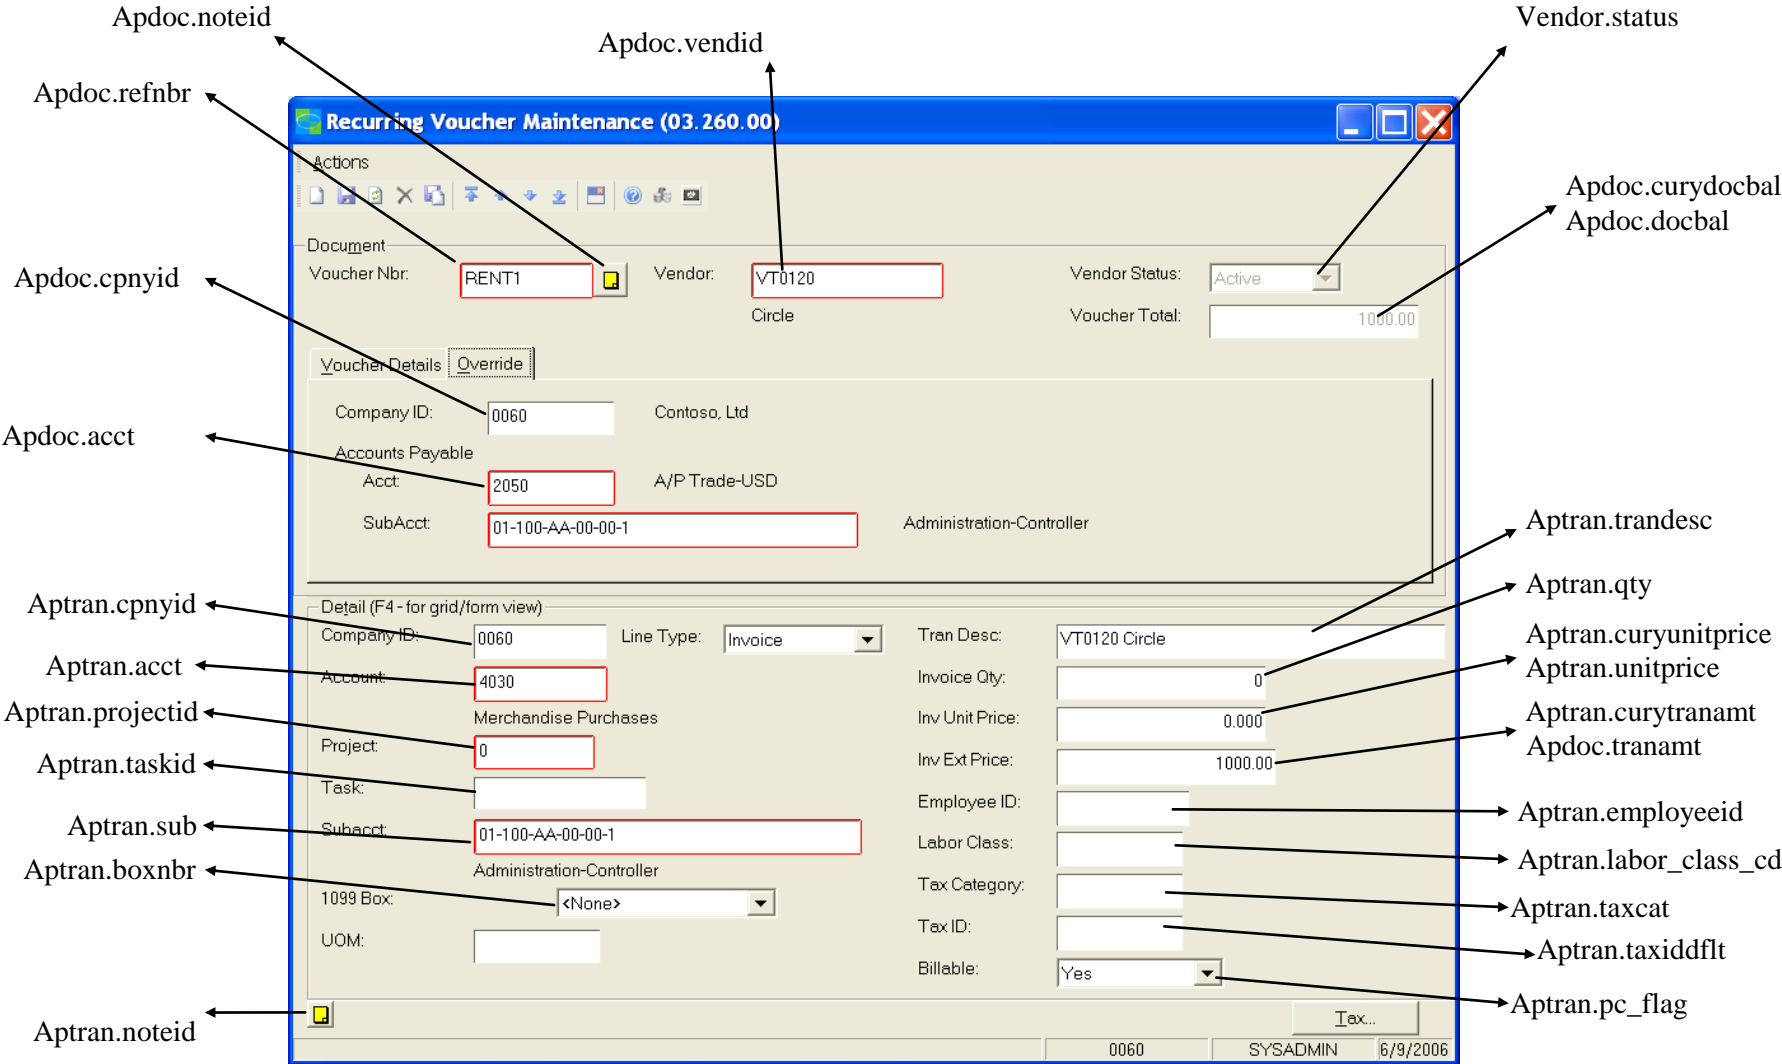 Apdoc.noteid
Vendor.status
Apdoc.vendid
Apdoc.refnbr
Recurring Voucher Maintenance (03.260.00)
Actions
Apdoc.curydocbal
Apdoc.docbal
Document
Voucher Nbr:
RENT1
Vendor:
VT0120
Vendor Status:
Active
Apdoc.cpnyid
Circle
Voucher Total:
1000.00
Voucher Details
Override
Company ID:
0060
Contoso, Ltd
Apdoc.acct
Accounts Payable
Acct:
2050
A/P Trade-USD
SubAcct:
01-100-AA-00-00-1
Administration-Controller
Aptran.trandesc
Aptran.qty
Aptran.cpnyid
Detail (F4 - for grid/form view)
Company ID:
0060
Line Type:
Invoice
Tran Desc:
VT0120 Circle
Aptran.curyunitprice
Aptran.unitprice
Aptran.acct
Account:
4030
Invoice Qty:
0
Aptran.projectid
Merchandise Purchases
Inv Unit Price:
0.000
Aptran.curytranamt
Apdoc.tranamt
Project:
0
Inv Ext Price:
1000.00
Aptran.taskid
Task:
Employee ID:
Aptran.employeeid
Aptran.sub
Subacct:
01-100-AA-00-00-1
Labor Class:
Aptran.labor_class_cd
Aptran.boxnbr
Administration-Controller
Tax Category:
Aptran.taxcat
1099 Box:
<None>
Tax ID:
Aptran.taxiddflt
UOM:
Billable:
Yes
Aptran.pc_flag
Aptran.noteid
Tax...
0060
SYSADMIN
6/9/2006